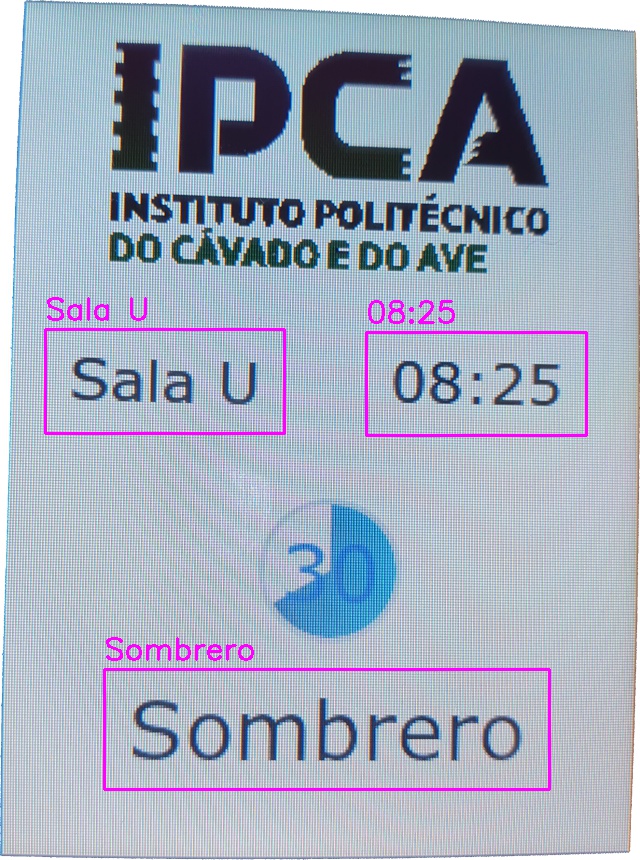 IPCA
INSTITUTO POLITÉCNICO
DO CÁVADO E DO AVE
Sala U 08:25
Sala U 08:25
30
Sombrero
Sombrero